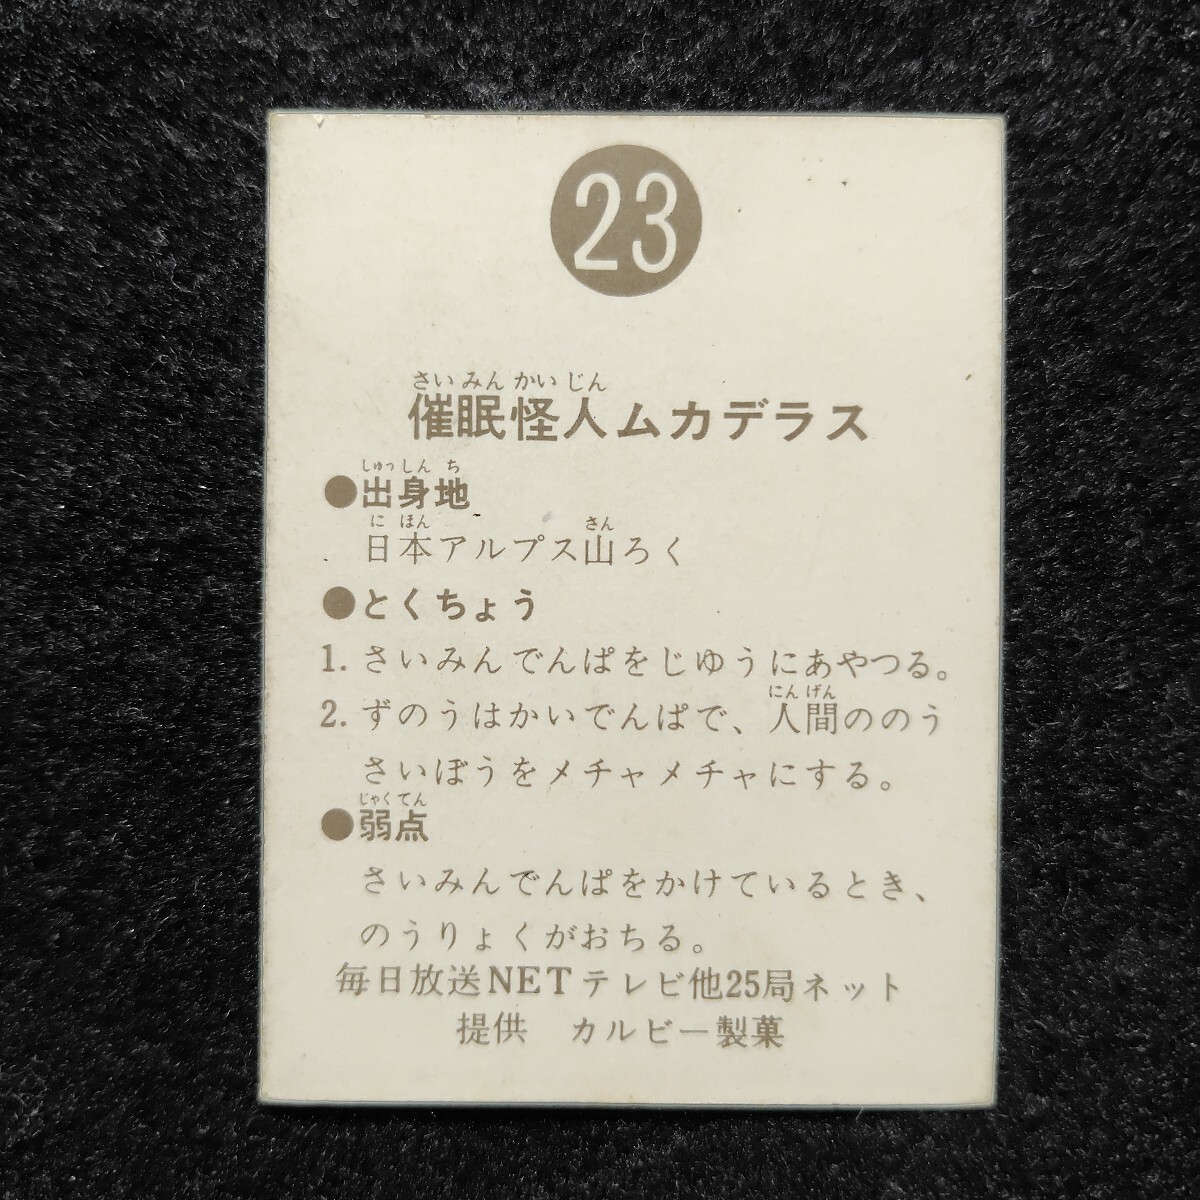 23
さいみんかいじん
催眠怪人ムカデラス
しゅっしんち
●出身地
にほん さん
日本アルプス山ろく
●とくちょう
1. さいみんでんぱをじゆうにあやつる。
にんげん
2. ずのうはかいでんぱで、人間ののう
さいぼうをメチャメチャにする。
じゃくてん
●弱点
さいみんでんぱをかけているとき、
のうりょくがおちる。
毎日放送NETテレビ他25局ネット
提供 カルビー製菓